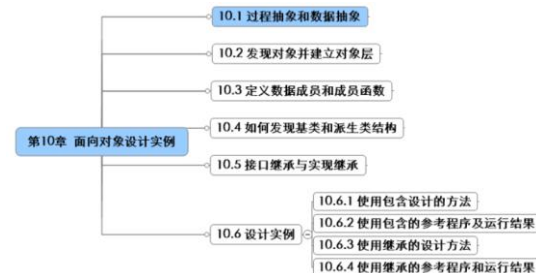 10.1 过程抽象和数据抽象
10.2 发现对象并建立对象层
10.3 定义数据成员和成员函数
第10章 面向对象设计实例
10.4 如何发现基类和派生类结构
10.5 接口继承与实现继承
10.6 设计实例
10.6.1 使用包含设计的方法
10.6.2 使用包含的参考程序及运行结果
10.6.3 使用继承的设计方法
10.6.4 使用继承的参考程序和运行结果